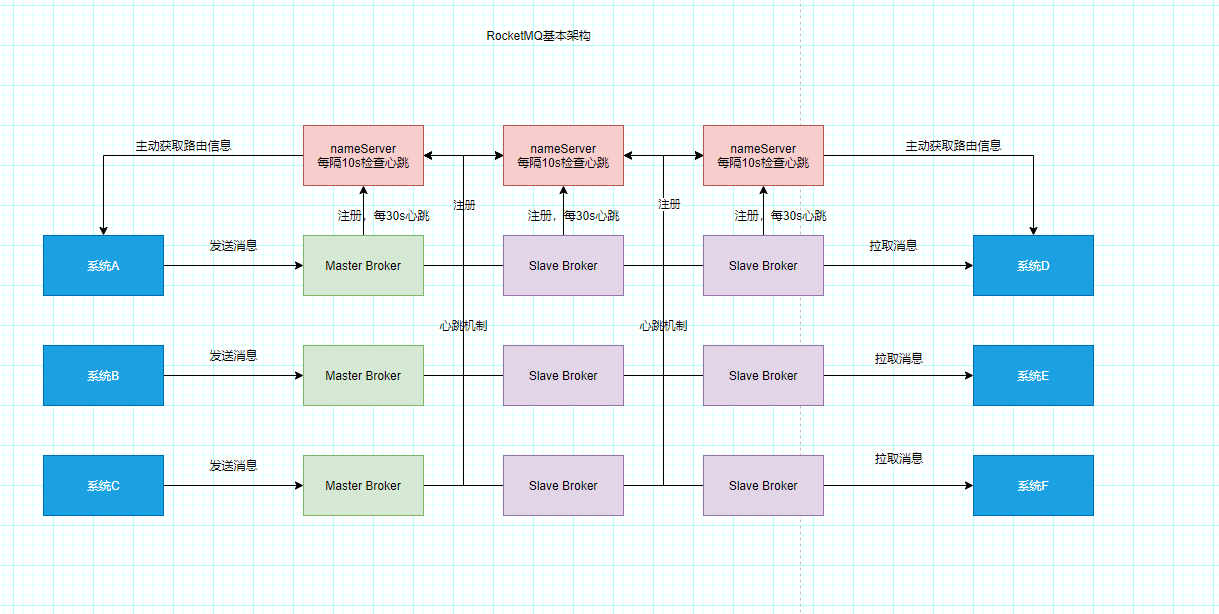 RocketMQ基本架构
主动获取路由信息
nameServer
每隔10s检查心跳
nameServer
每隔10s检查心跳
nameServer
每隔10s检查心跳
主动获取路由信息
注册，每30s心跳
注册
注册，每30s心跳
注册
注册，每30s心跳
系统A
发送消息
Master Broker
Slave Broker
Slave Broker
拉取消息
系统D
心跳机制
心跳机制
系统B
发送消息
Master Broker
Slave Broker
Slave Broker
拉取消息
系统E
系统C
发送消息
Master Broker
Slave Broker
Slave Broker
拉取消息
系统F